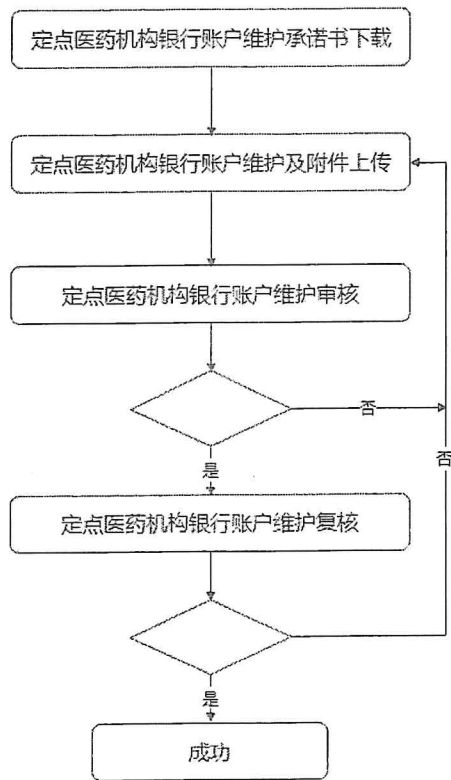 定点医药机构银行账户维护承诺书下载
定点医药机构银行账户维护及附件上传
定点医药机构银行账户维护审核
否
否
是
定点医药机构银行账户维护复核
是
成功